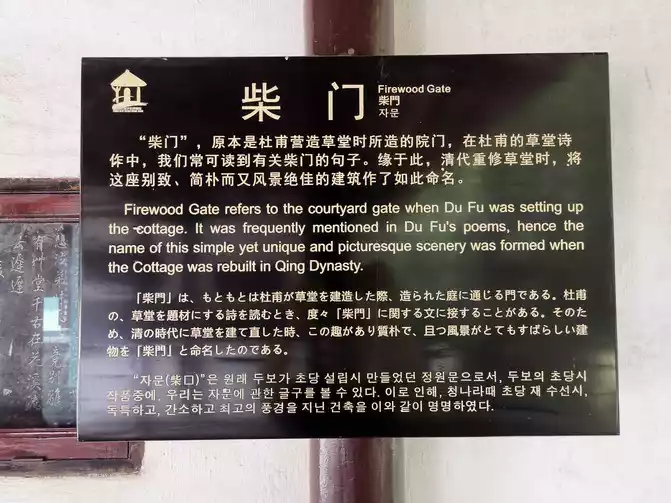 柴门
Firewood Gate
柴門
자문
“柴门”，原本是杜甫营造草堂时所造的院门，在杜甫的草堂诗
作中，我们常可读到有关柴门的句子。缘于此，清代重修草堂时，将
这座别致、简朴而又风景绝佳的建筑作了如此命名。
Firewood Gate refers to the courtyard gate when Du Fu was setting up
the cottage. It was frequently mentioned in Du Fu's poems, hence the
name of this simple yet unique and picturesque scenery was formed when
the Cottage was rebuilt in Qing Dynasty.
「柴門」は、もともとは杜甫が草堂を建造した際、造られた庭に通じる門である。杜甫
の、草堂を題材にする詩を読むとき、度々「柴門」に関する文に接することがある。そのた
め、清の時代に草堂を建て直した時、この趣があり質朴で、且つ風景がとてもすばらしい建
物を「柴門」と命名したのである。
“자문(柴口)”은 원래 두보가 초당 설립시 만들었던 정원문으로서, 두보의 초당시
작품중에, 우리는 자문에 관한 글구를 볼 수 있다. 이로 인해, 청나라때 초당 재 수선시,
독특하고, 간소하고 최고의 풍경을 지닌 건축을 이와 같이 명명하였다.
草堂千古在